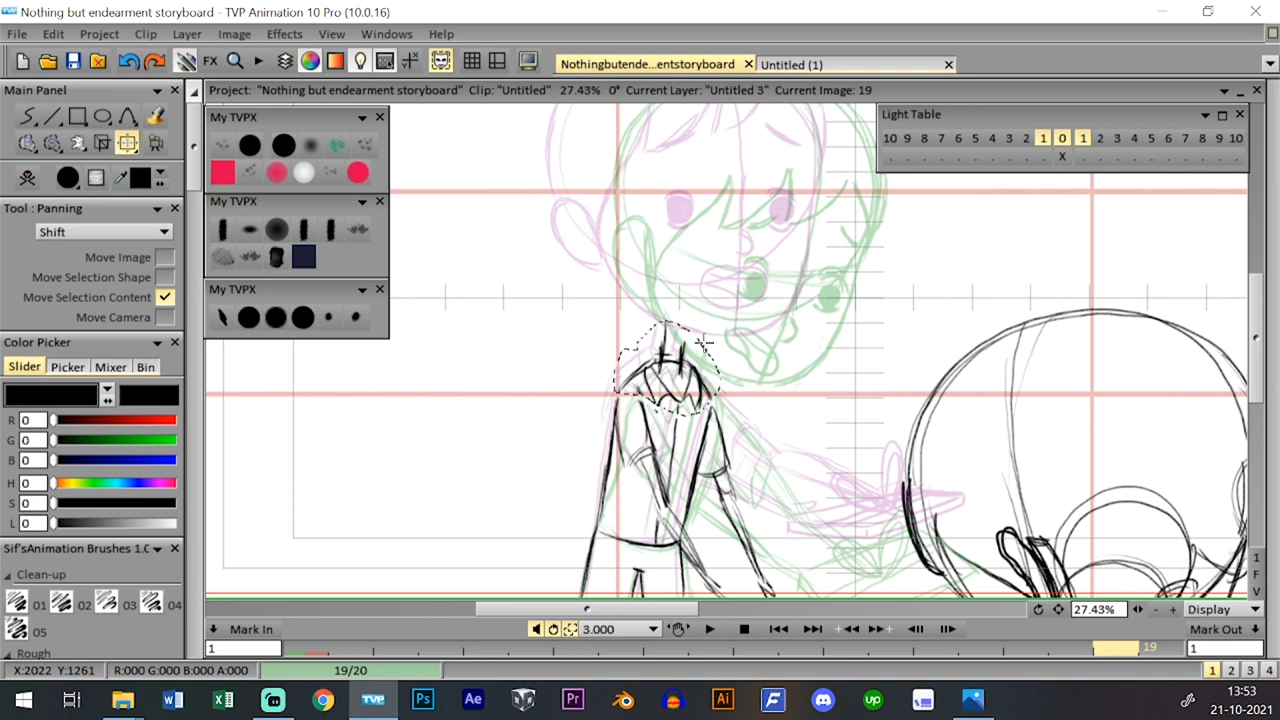 Nothing but endearment storyboard - TVP Animation 10 Pro (10.0.16)
File Edit Project Clip Layer Image Effects View Windows Help
FX Nothingbutende...entstoryboard Untitled (1)
Main Panel
Project: "Nothing but endearment storyboard" Clip: "Untitled" 27.43% 0° Current Layer: "Untitled 3" Current Image: 19
My TVPX
Light Table
10 9 8 7 6 5 4 3 2 1 0 1 2 3 4 5 6 7 8 9 10
X
Tool : Panning
Shift
Move Image
Move Selection Shape
Move Selection Content
Move Camera
My TVPX
My TVPX
Color Picker
Slider Picker Mixer Bin
R 0
G 0
B 0
H 0
S 0
L 0
Sif'sAnimation Brushes 1.0
Clean-up
01 02 03 04
05
Rough
1
F
V
27.43% - + Display
Mark In 3.000 Mark Out
1 19 1
X:2022 Y:1261 R:000 G:000 B:000 A:000 19/20 1 2 3 4
TVP Ps Ae Pr Ai up
13:53
21-10-2021